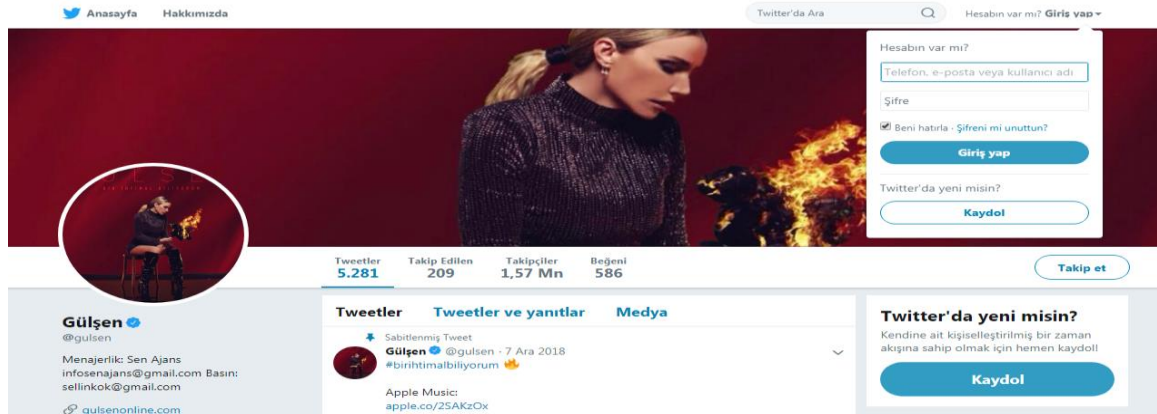 Anasayfa Hakkımızda Twitter'da Ara Hesabın var mı? Giriş yap
Hesabın var mı?
Telefon, e-posta veya kullanıcı adı
Şifre
Beni hatırla · Şifreni mi unuttun?
Giriş yap
Twitter'da yeni misin?
Kaydol
Tweetler Takip Edilen Takipçiler Beğeni
5.281 209 1,57 Mn 586
Takip et
Gülşen
@gulsen
Menajerlik: Sen Ajans
infosenajans@gmail.com Basın:
sellinkok@gmail.com
gulsenonline.com
Tweetler Tweetler ve yanıtlar Medya
Sabitlenmiş Tweet
Gülşen @gulsen · 7 Ara 2018
#birihtimalbiliyorum 🔥
Apple Music:
apple.co/2SAKzOx
Twitter'da yeni misin?
Kendine ait kişiselleştirilmiş bir zaman
akışına sahip olmak için hemen kaydol!
Kaydol